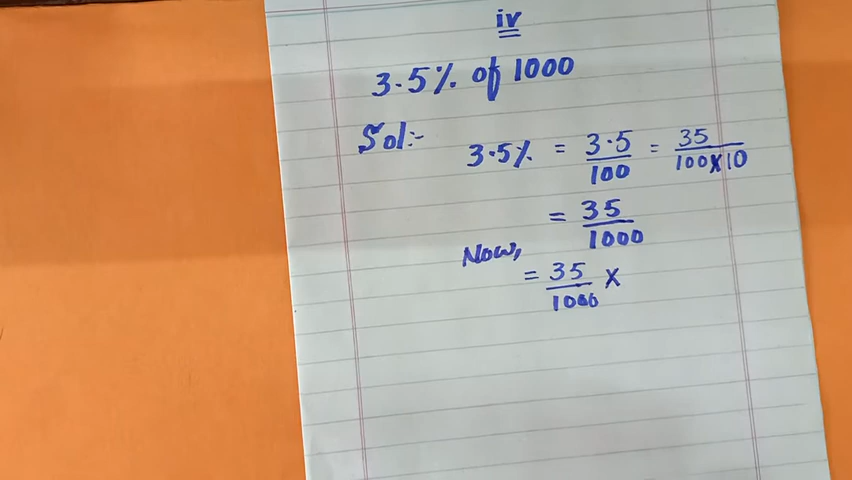 iv
3.5% of 1000
Sol:- 3.5% = 3.5/100 = 35/100×10
= 35/1000
Now,
= 35/1000 ×